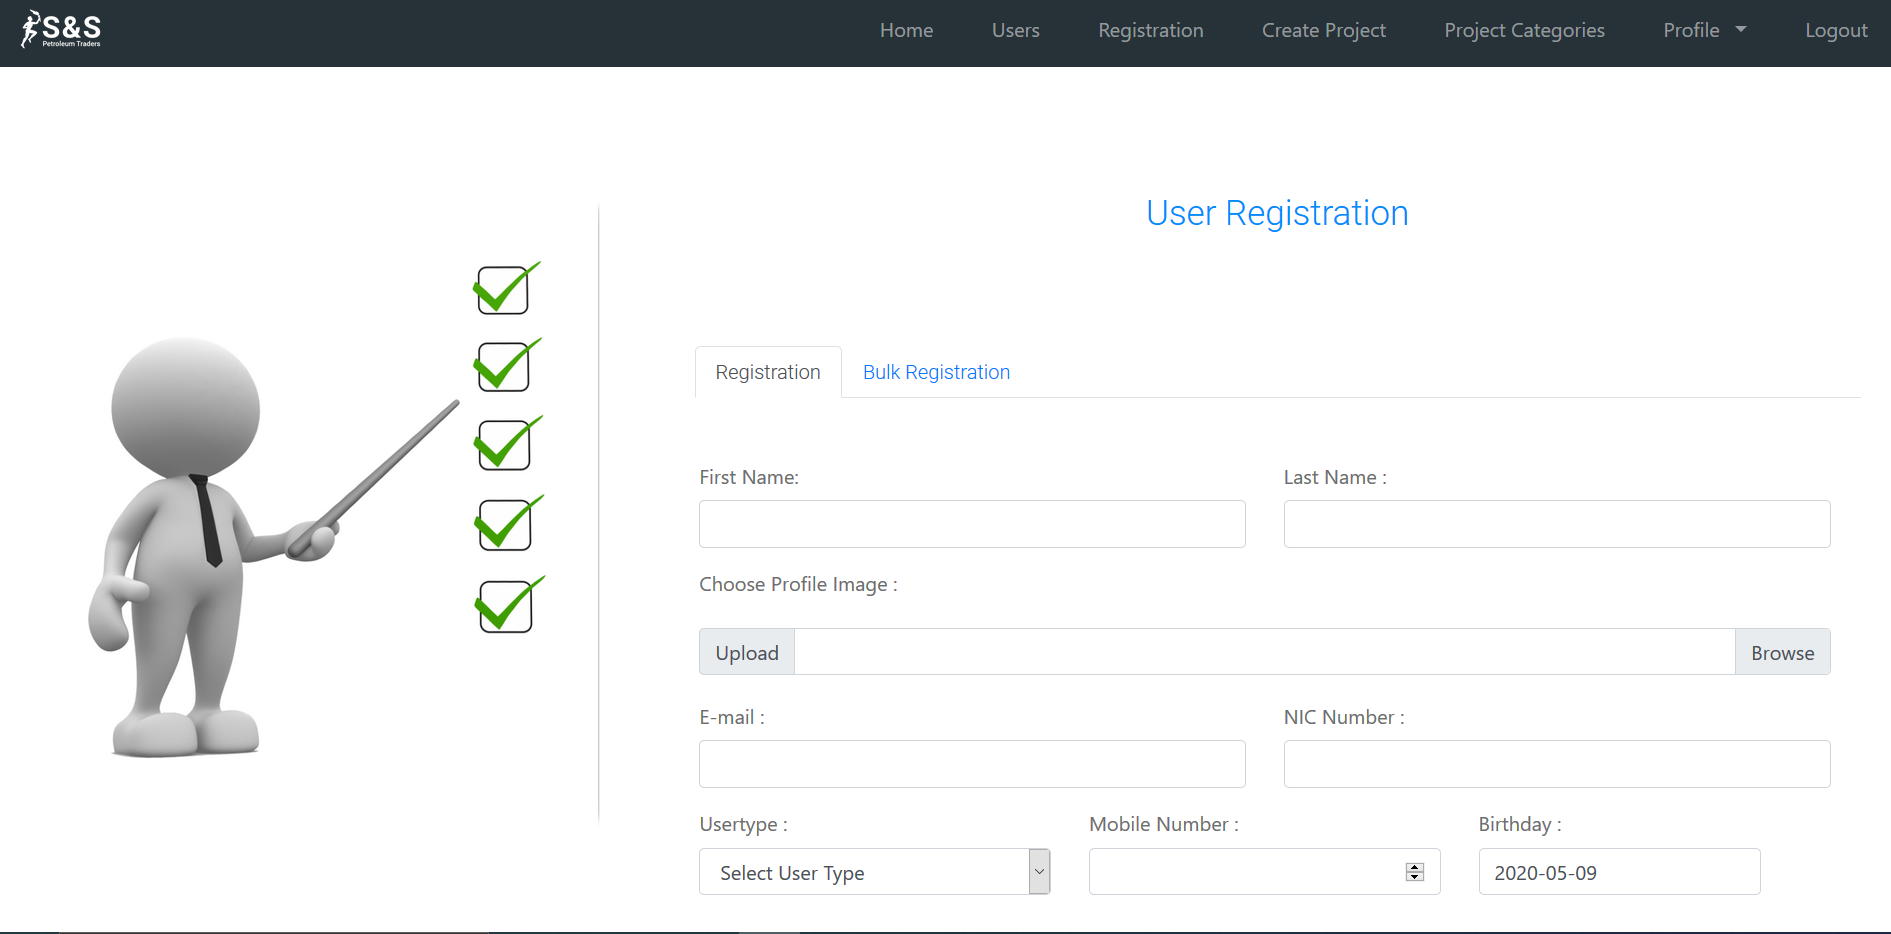 S&S
Petroleum Traders
Home Users Registration Create Project Project Categories Profile Logout
User Registration
Registration Bulk Registration
First Name: Last Name :
Choose Profile Image :
Upload Browse
E-mail : NIC Number :
Usertype : Mobile Number : Birthday :
Select User Type 2020-05-09